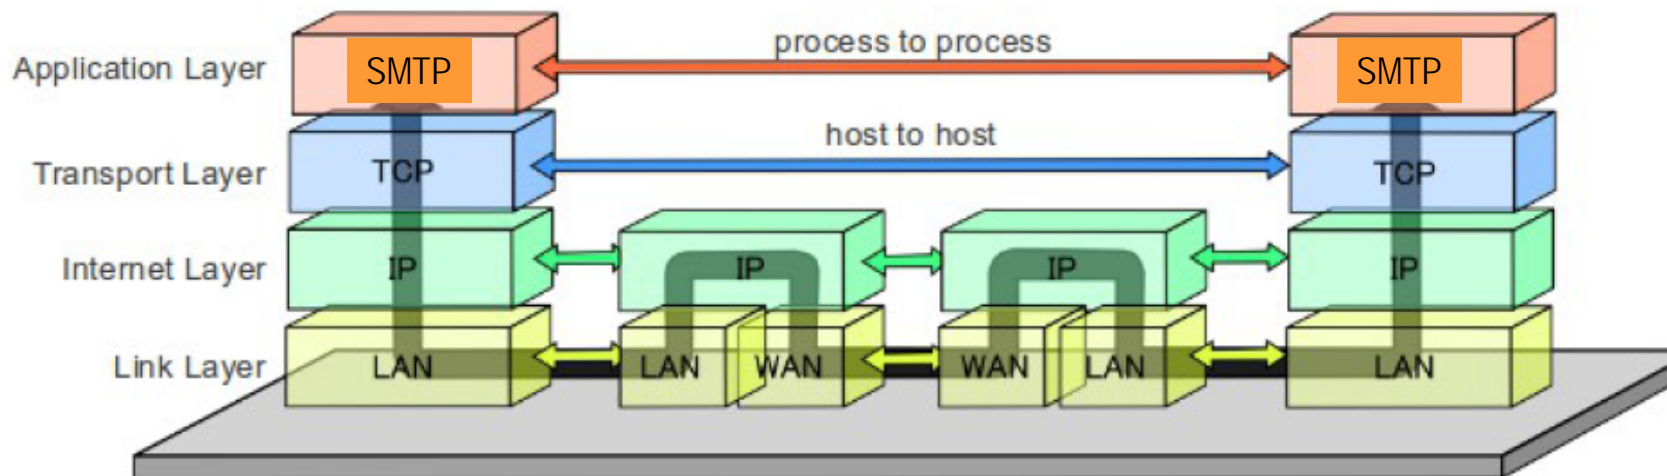 process to process
Application Layer SMTP SMTP
host to host
Transport Layer TCP TCP
Internet Layer IP IP IP IP
Link Layer LAN LAN WAN WAN LAN LAN